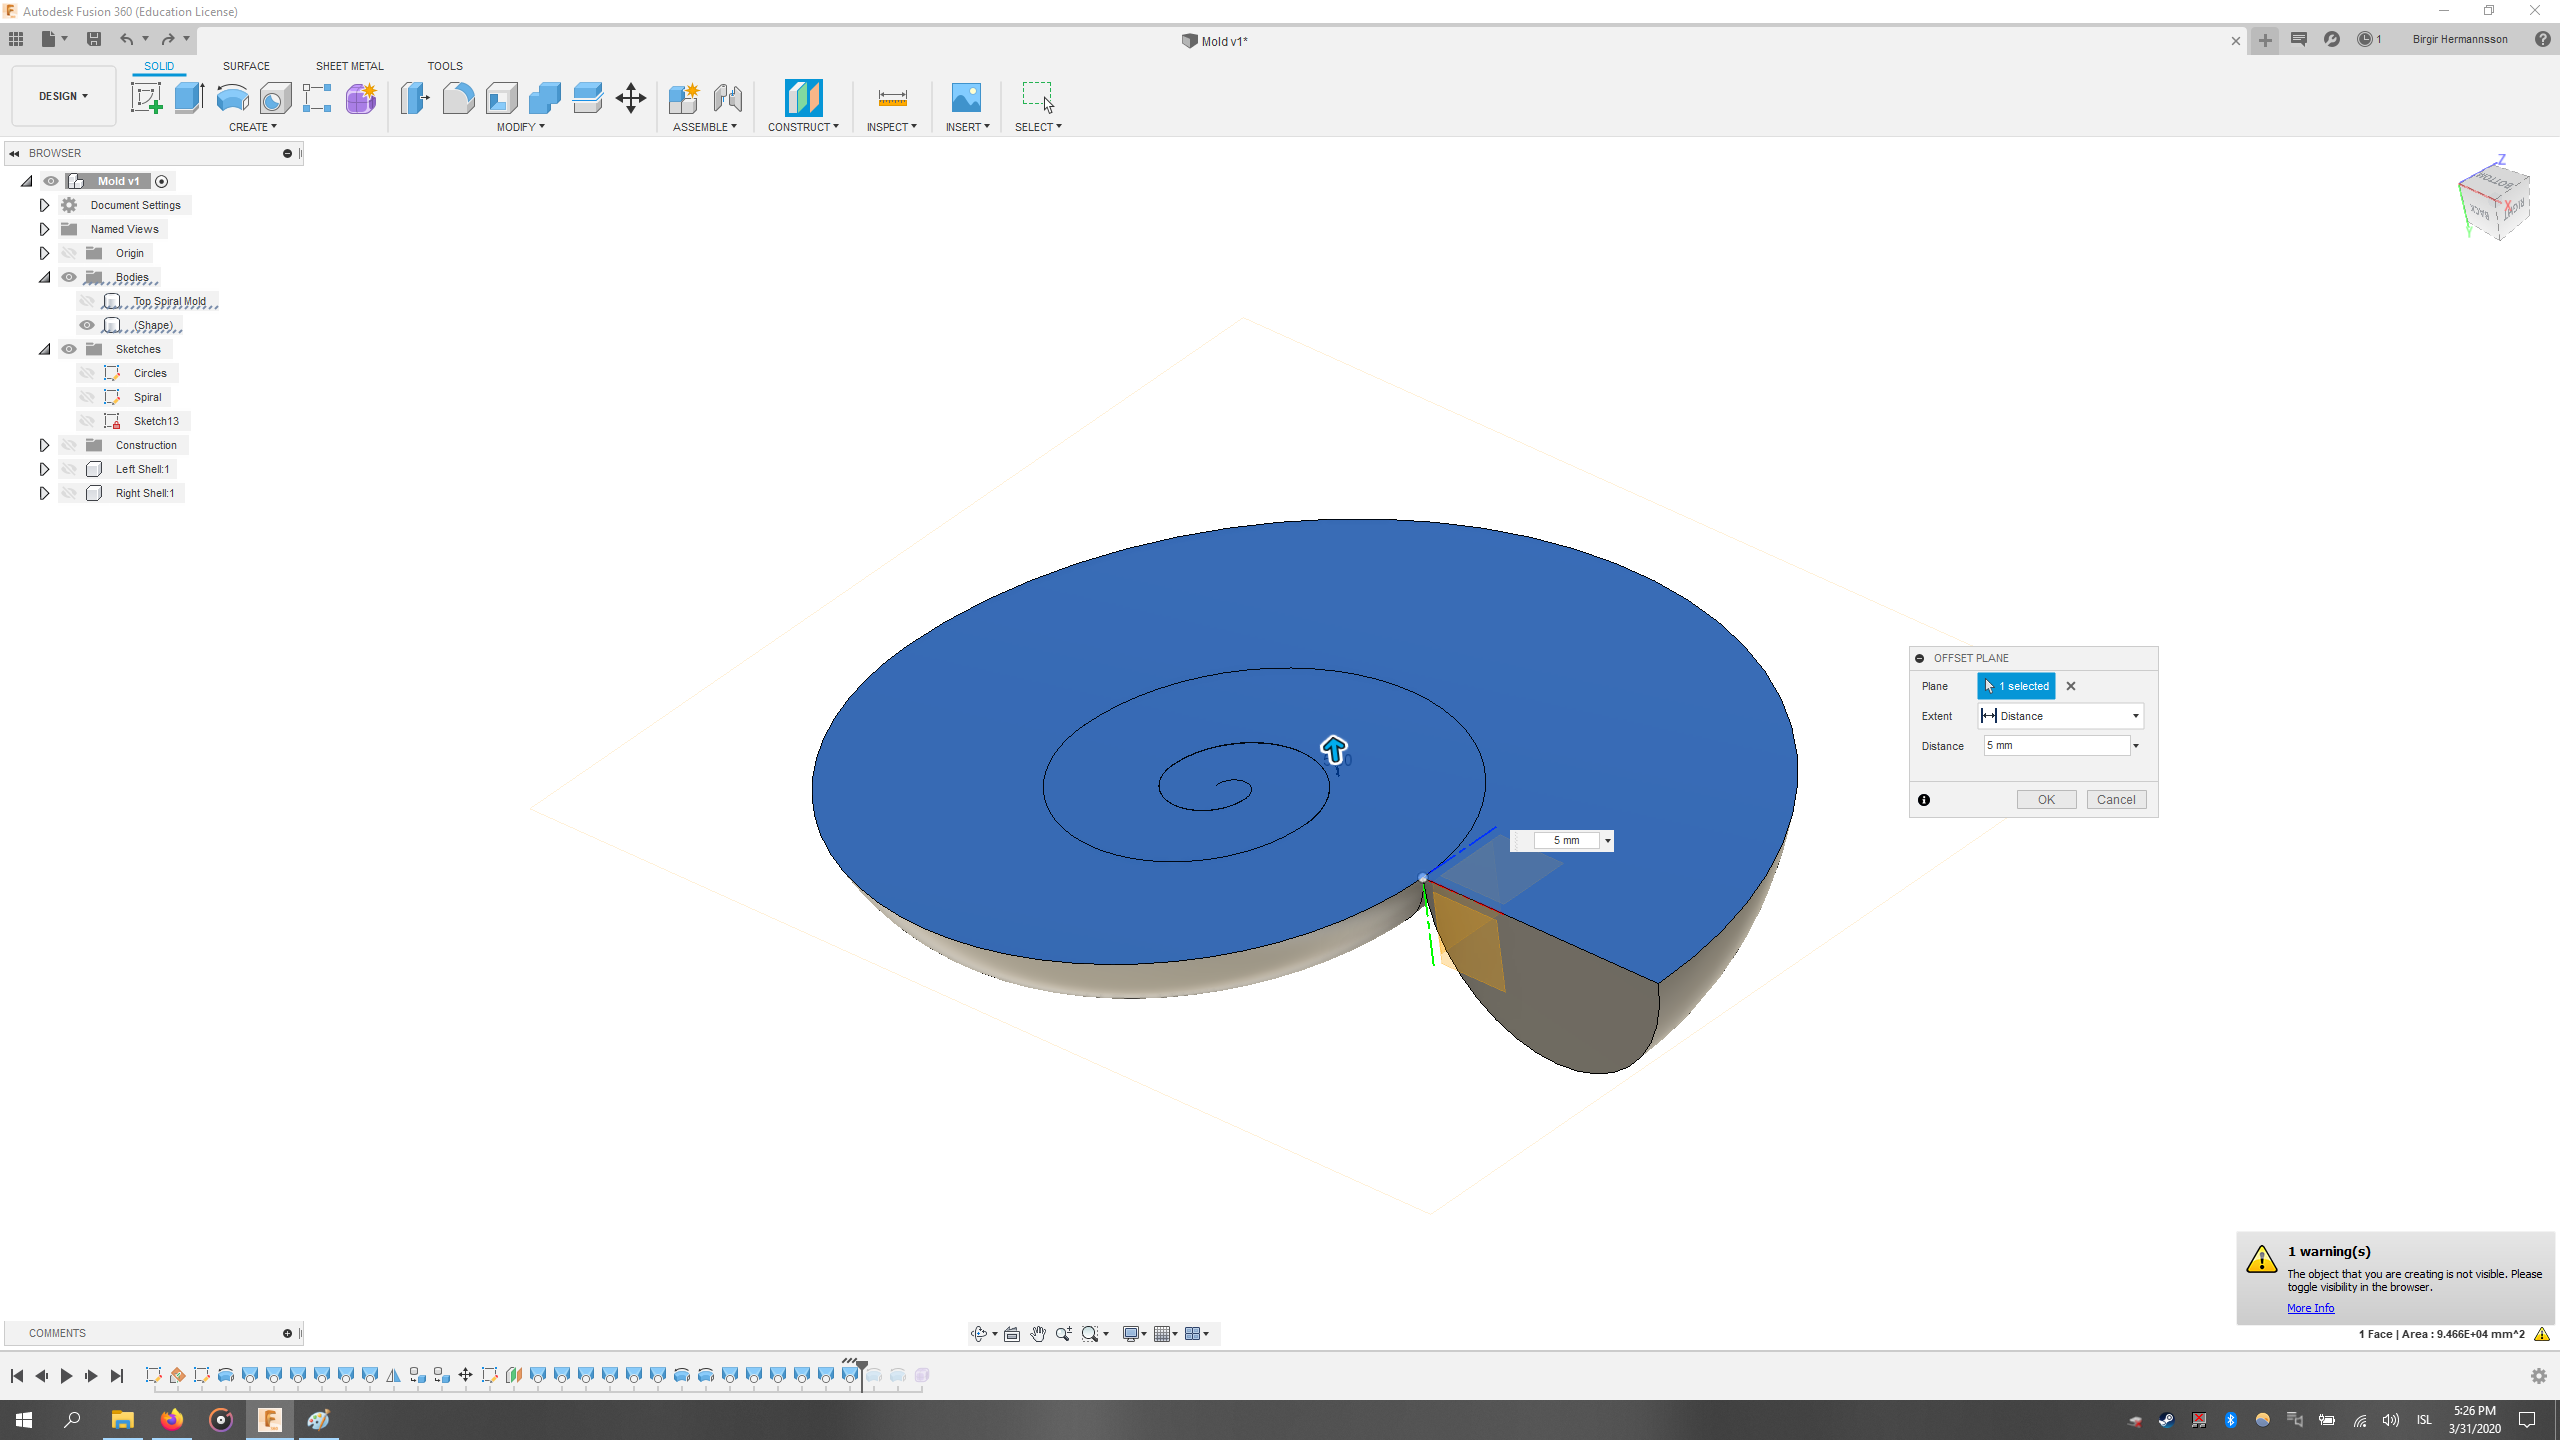 Autodesk Fusion 360 (Education License)
Mold v1*
1
Birgir Hermannsson
SOLID
SURFACE
SHEET METAL
TOOLS
DESIGN
CREATE
MODIFY
ASSEMBLE
CONSTRUCT
INSPECT
INSERT
SELECT
BROWSER
Mold v1
Document Settings
Named Views
Origin
Bodies
Top Spiral Mold
(Shape)
Sketches
Circles
Spiral
Sketch13
Construction
Left Shell:1
Right Shell:1
Z
BOTTOM
BACK
RIGHT
X
Y
OFFSET PLANE
Plane
1 selected
Extent
Distance
Distance
5 mm
OK
Cancel
5 mm
1 warning(s)
The object that you are creating is not visible. Please
toggle visibility in the browser.
More Info
COMMENTS
1 Face | Area : 9.466E+04 mm^2
ISL
5:26 PM
3/31/2020